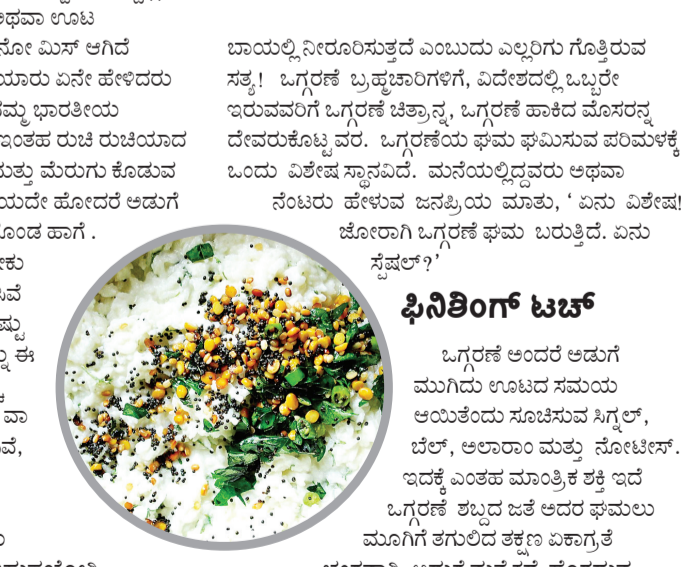 ಅಥವಾ ಊಟ
ಮಿಸ್ ಆಗಿದೆ
ಯಾರು ಏನೇ ಹೇಳಿದರು
ಭಾರತೀಯ
ಇಂತಹ ರುಚಿ ರುಚಿಯಾದ
ಮತ್ತು ಮೆರುಗು ಕೊಡುವ
ಹೋದರೆ ಅಡುಗೆ
ಹಾಗೆ .
ಈ
ಬಾಯಲ್ಲಿ ನೀರೂರಿಸುತ್ತದೆ ಎಂಬುದು ಎಲ್ಲರಿಗು ಗೊತ್ತಿರುವ
ಸತ್ಯ! ಒಗ್ಗರಣೆ ಬ್ರಹ್ಮಚಾರಿಗಳಿಗೆ, ವಿದೇಶದಲ್ಲಿ ಒಬ್ಬರೇ
ಇರುವವರಿಗೆ ಒಗ್ಗರಣೆ ಚಿತ್ರಾನ್ನ, ಒಗ್ಗರಣೆ ಹಾಕಿದ ಮೊಸರನ್ನ
ದೇವರುಕೊಟ್ಟ ವರ. ಒಗ್ಗರಣೆಯ ಘಮ ಘಮಿಸುವ ಪರಿಮಳಕ್ಕೆ
ಒಂದು ವಿಶೇಷ ಸ್ಥಾನವಿದೆ. ಮನೆಯಲ್ಲಿದ್ದವರು ಅಥವಾ
ನೆಂಟರು ಹೇಳುವ ಜನಪ್ರಿಯ ಮಾತು, ‘ ಏನು ವಿಶೇಷ!
ಜೋರಾಗಿ ಒಗ್ಗರಣೆ ಘಮ ಬರುತ್ತಿದೆ. ಏನು
ಸ್ಪೆಷಲ್?’
ಫಿನಿಶಿಂಗ್ ಟಚ್
ಒಗ್ಗರಣೆ ಅಂದರೆ ಅಡುಗೆ
ಮುಗಿದು ಊಟದ ಸಮಯ
ಆಯಿತೆಂದು ಸೂಚಿಸುವ ಸಿಗ್ನಲ್,
ಬೆಲ್, ಅಲಾರಾಂ ಮತ್ತು ನೋಟೀಸ್.
ಇದಕ್ಕೆ ಎಂತಹ ಮಾಂತ್ರಿಕ ಶಕ್ತಿ ಇದೆ
ಒಗ್ಗರಣೆ ಶಬ್ದದ ಜತೆ ಅದರ ಘಮಲು
ಮೂಗಿಗೆ ತಗುಲಿದ ತಕ್ಷಣ ಏಕಾಗ್ರತೆ